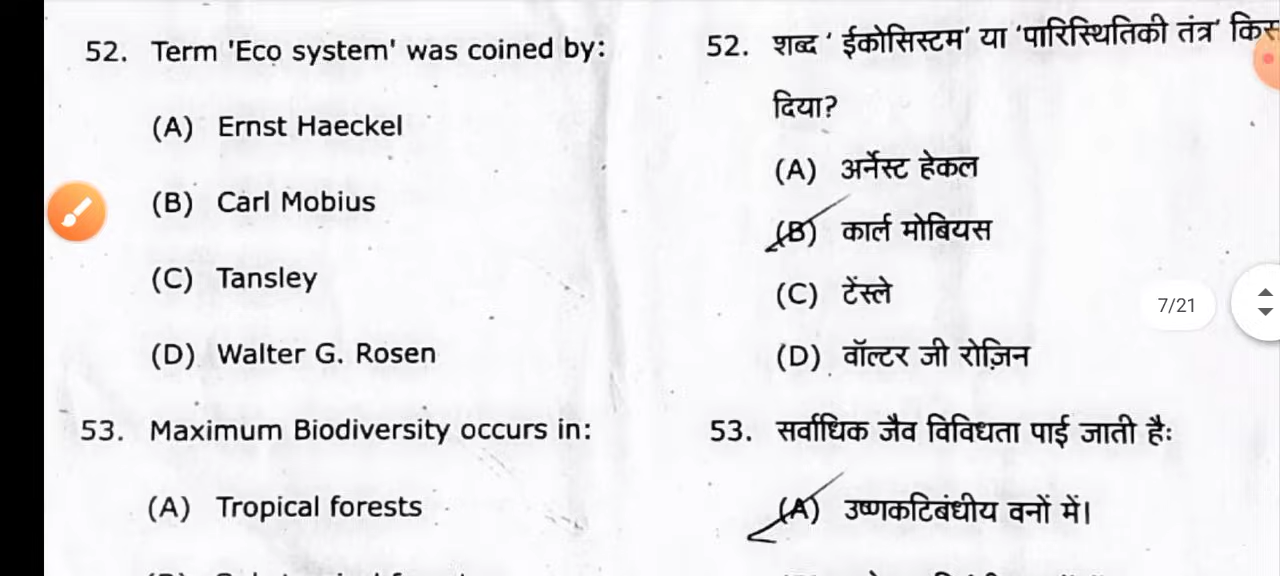 52. Term 'Eco system' was coined by:
(A) Ernst Haeckel
(B) Carl Mobius
(C) Tansley
(D) Walter G. Rosen
53. Maximum Biodiversity occurs in:
(A) Tropical forests
52. शब्द ' ईकोसिस्टम' या 'पारिस्थितिकी तंत्र'
दिया?
(A) अर्नेस्ट हेकल
(B) कार्ल मोबियस
(C) टेंस्ले
(D) वॉल्टर जी रोज़िन
53. सर्वाधिक जैव विविधता पाई जाती हैः
(A) उष्णकटिबंधीय वनों में।
7/21